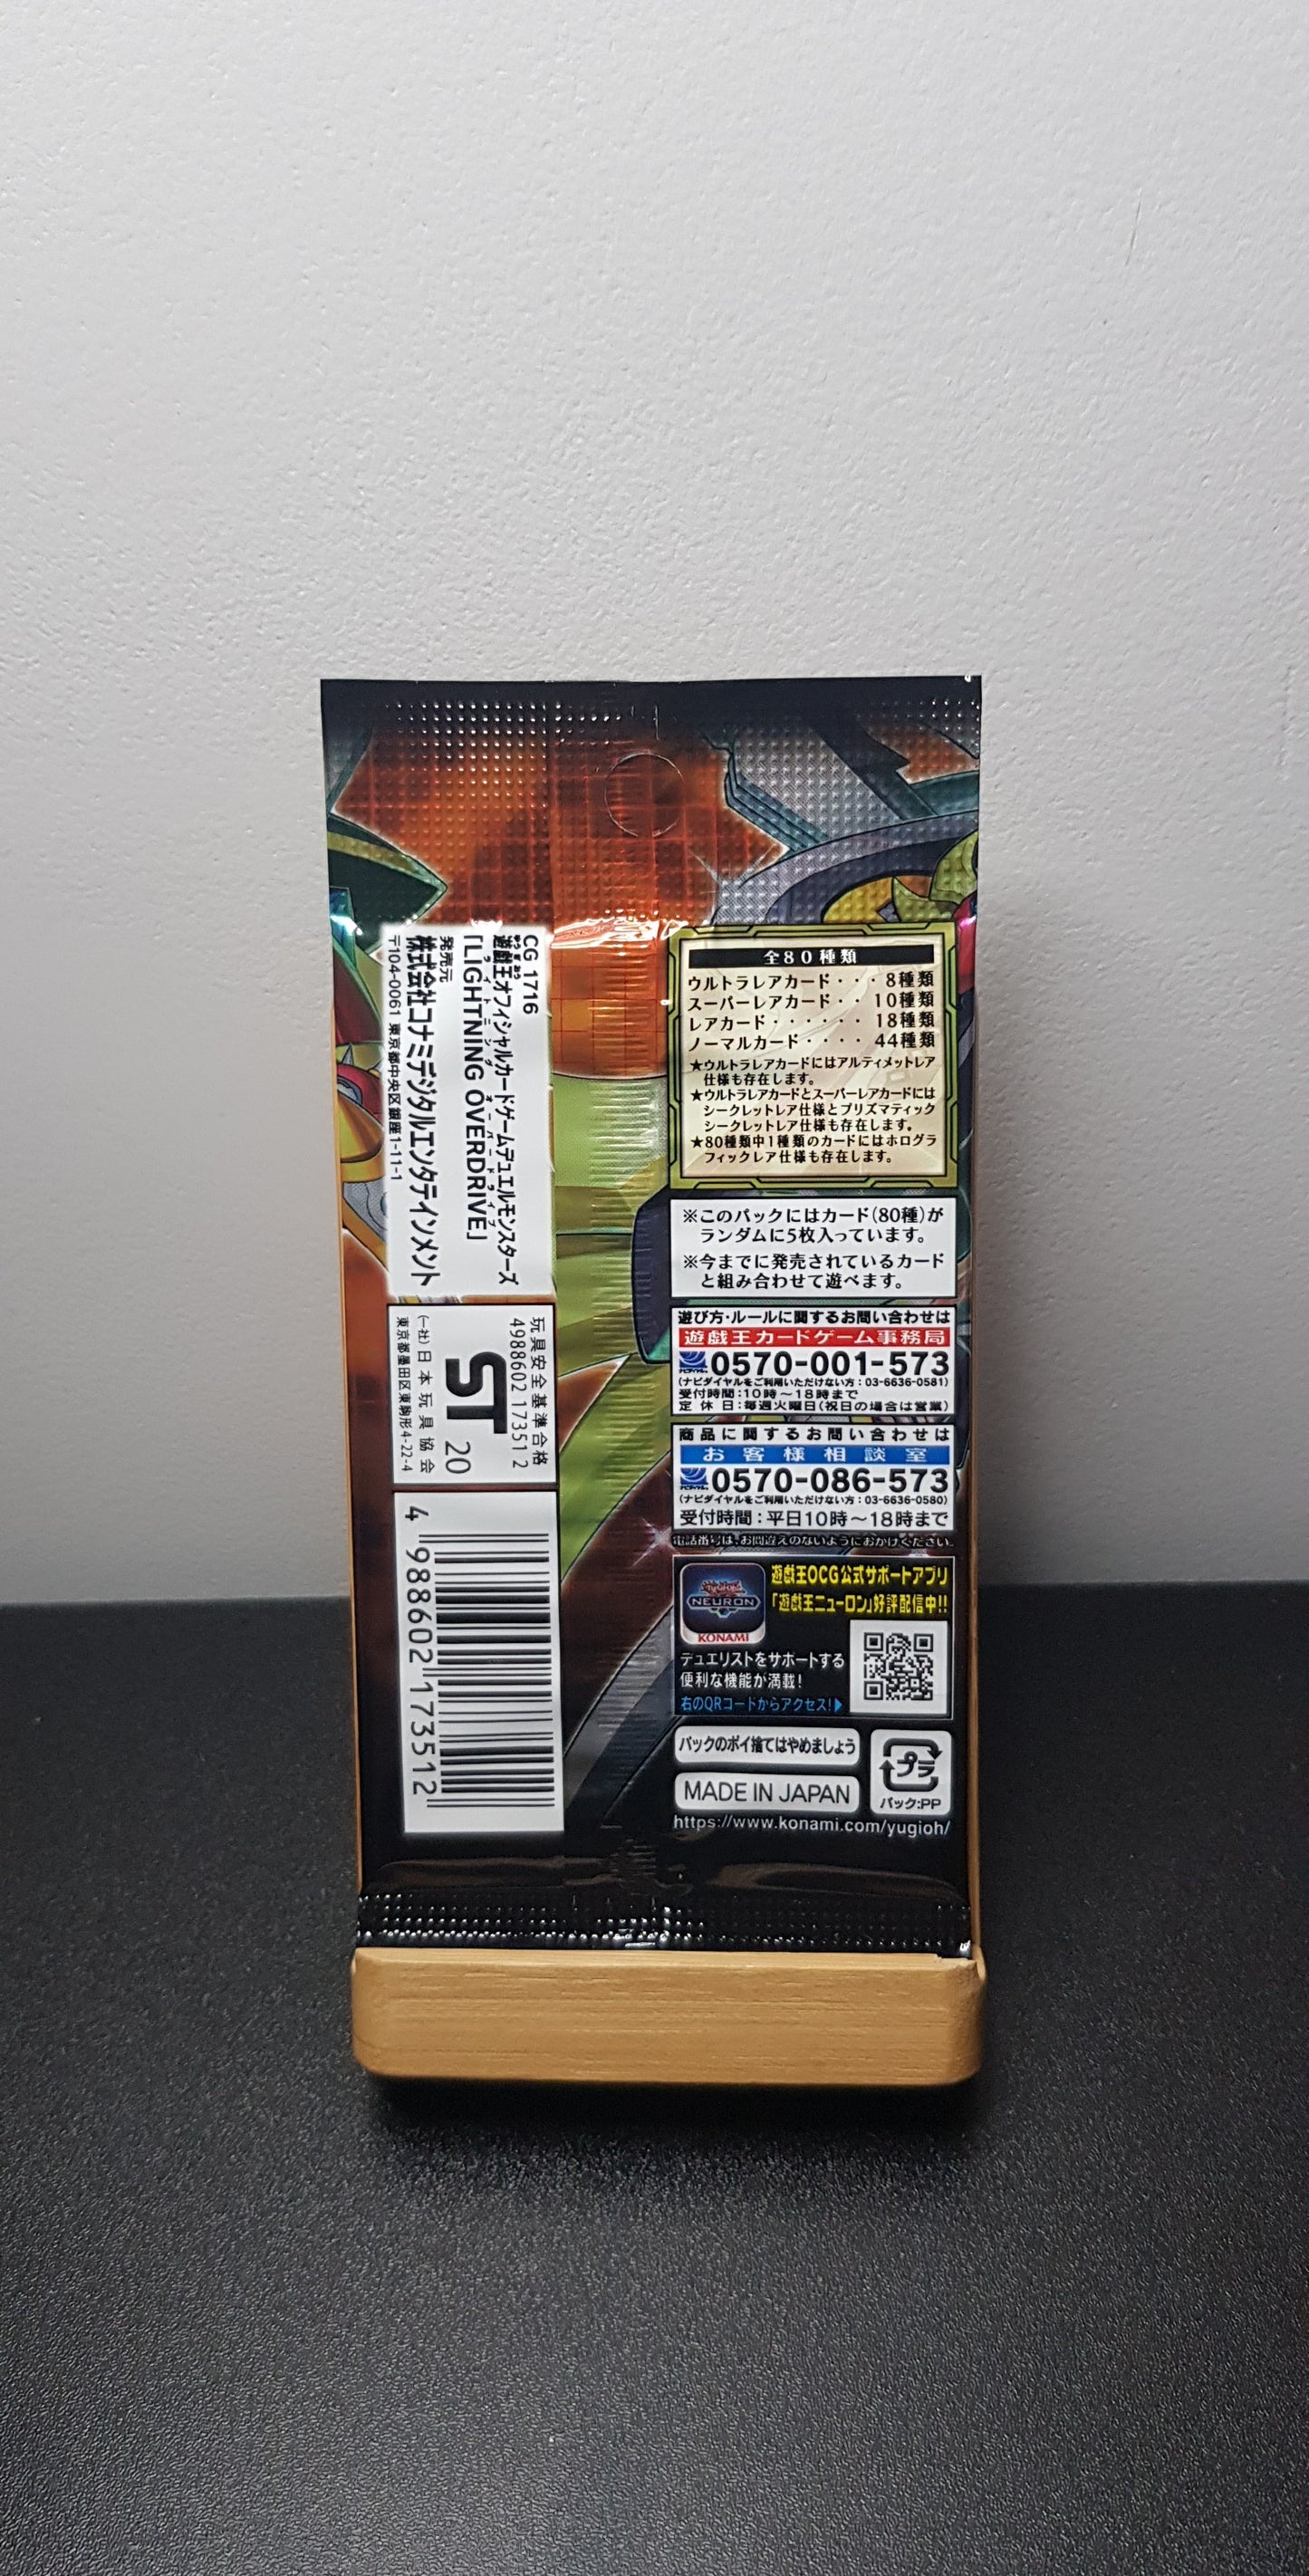 CG 1716
遊戯王オフィシャルカードゲームデュエルモンスターズ
「LIGHTNING OVERDRIVE」
発売元
株式会社コナミデジタルエンタテインメント
〒104-0061 東京都中央区銀座1-11-1
玩具安全基準合格
4988602 17351 2
ST 20
(一社)日本玩具協会
東京都墨田区東駒形4-22-4
4 988602 173512
全80種類
ウルトラレアカード・・・8種類
スーパーレアカード・・10種類
レアカード・・・・・・18種類
ノーマルカード・・・・44種類
★ウルトラレアカードにはアルティメットレア
仕様も存在します。
★ウルトラレアカードとスーパーレアカードには
シークレットレア仕様とプリズマティック
シークレットレア仕様も存在します。
★80種類中1種類のカードにはホログラ
フィックレア仕様も存在します。
※このパックにはカード(80種)が
ランダムに5枚入っています。
※今までに発売されているカード
と組み合わせて遊べます。
遊び方・ルールに関するお問い合わせは
遊戯王カードゲーム事務局
0570-001-573
(ナビダイヤルをご利用いただけない方:03-6636-0581)
受付時間:10時〜18時まで
定休日:毎週火曜日(祝日の場合は営業)
商品に関するお問い合わせは
お客様相談室
0570-086-573
(ナビダイヤルをご利用いただけない方:03-6636-0580)
受付時間:平日10時〜18時まで
電話番号は、お間違えのないようにおかけください。
遊戯王OCG公式サポートアプリ
「遊戯王ニューロン」好評配信中!!
NEURON
KONAMI
デュエリストをサポートする
便利な機能が満載!
右のQRコードからアクセス!
パックのポイ捨てはやめましょう
MADE IN JAPAN
プラ
パック:PP
https://www.konami.com/yugioh/